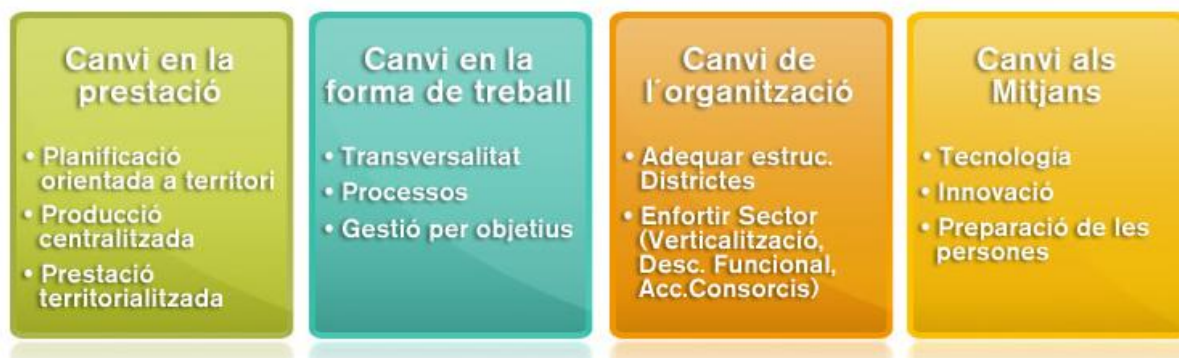 Canvi en la
prestació
• Planificació
orientada a territori
• Producció
centralitzada
• Prestació
territorialitzada
Canvi en la
forma de treball
• Transversalitat
• Processos
• Gestió per objetius
Canvi de
l´organització
• Adequar estruc.
Districtes
• Enfortir Sector
(Verticalització,
Desc. Funcional,
Acc.Consorcis)
Canvi als
Mitjans
• Tecnología
• Innovació
• Preparació de les
persones